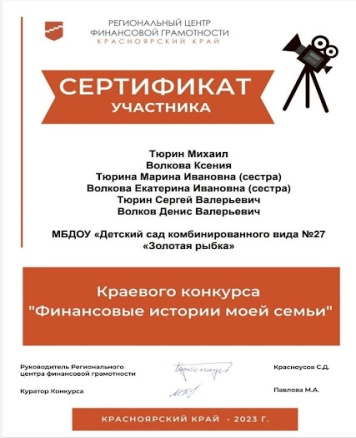 РЕГИОНАЛЬНЫЙ ЦЕНТР
ФИНАНСОВОЙ ГРАМОТНОСТИ
КРАСНОЯРСКИЙ КРАЙ
СЕРТИФИКАТ
УЧАСТНИКА
Тюрин Михаил
Волкова Ксения
Тюрина Марина Ивановна (сестра)
Волкова Екатерина Ивановна (сестра)
Тюрин Сергей Валерьевич
Волков Денис Валерьевич
МБДОУ «Детский сад комбинированного вида №27
«Золотая рыбка»
Краевого конкурса
"Финансовые истории моей семьи"
Руководитель Регионального
центра финансовой грамотности
Красноусов С.Д.
Куратор Конкурса
Павлова М.А.
КРАСНОЯРСКИЙ КРАЙ - 2023 Г.